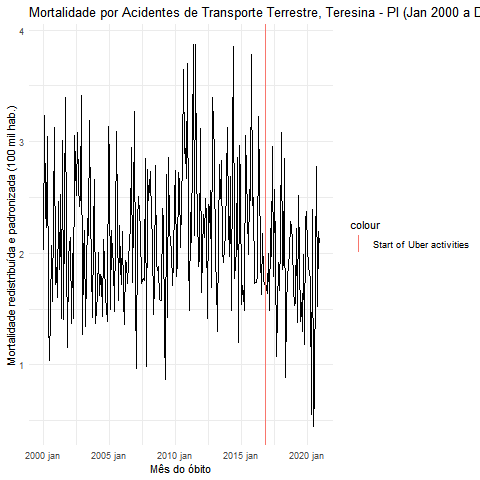 Mortalidade por Acidentes de Transporte Terrestre, Teresina - PI (Jan 2000 a D
Mortalidade redistribuída e padronizada (100 mil hab.)
4
3
2
1
2000 jan
2005 jan
2010 jan
2015 jan
2020 jan
Mês do óbito
colour
Start of Uber activities